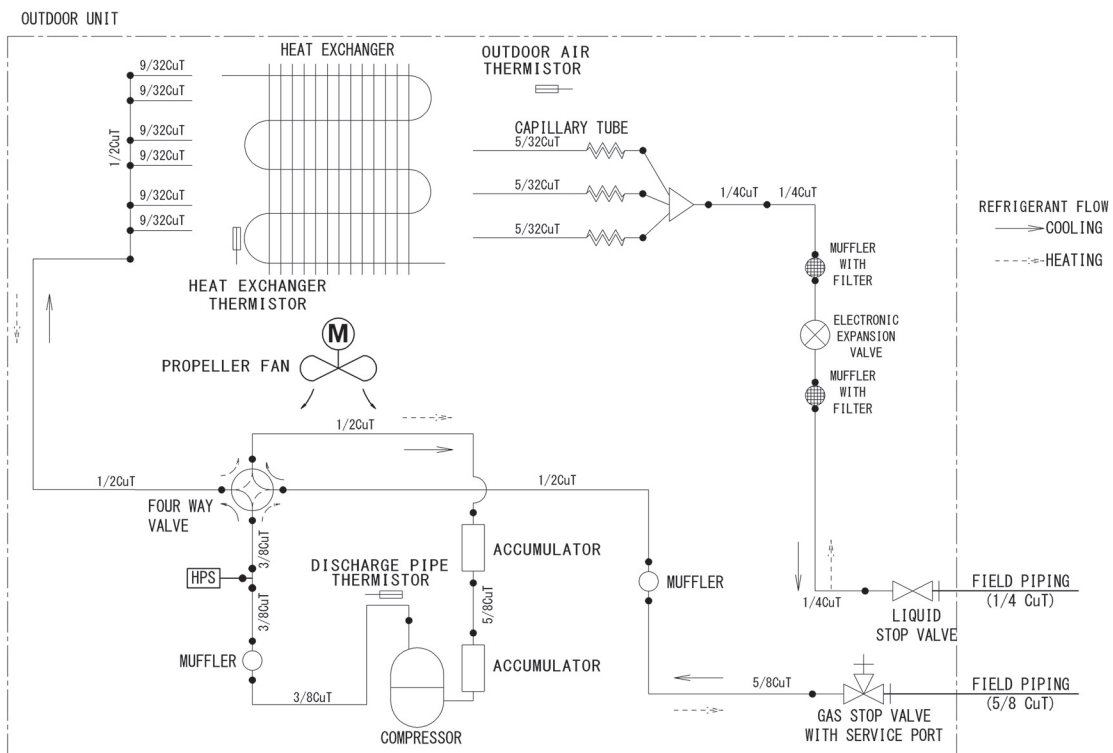 OUTDOOR UNIT
HEAT EXCHANGER
OUTDOOR AIR
THERMISTOR
9/32CuT
9/32CuT
9/32CuT
9/32CuT
9/32CuT
9/32CuT
1/2CuT
CAPILLARY TUBE
5/32CuT
5/32CuT
5/32CuT
1/4CuT
1/4CuT
REFRIGERANT FLOW
COOLING
HEATING
MUFFLER
WITH
FILTER
HEAT EXCHANGER
THERMISTOR
ELECTRONIC
EXPANSION
VALVE
M
PROPELLER FAN
MUFFLER
WITH
FILTER
1/2CuT
1/2CuT
1/2CuT
FOUR WAY
VALVE
3/8CuT
HPS
3/8CuT
DISCHARGE PIPE
THERMISTOR
ACCUMULATOR
5/8CuT
MUFFLER
FIELD PIPING
(1/4 CuT)
1/4CuT
LIQUID
STOP VALVE
MUFFLER
ACCUMULATOR
3/8CuT
COMPRESSOR
5/8CuT
FIELD PIPING
(5/8 CuT)
GAS STOP VALVE
WITH SERVICE PORT